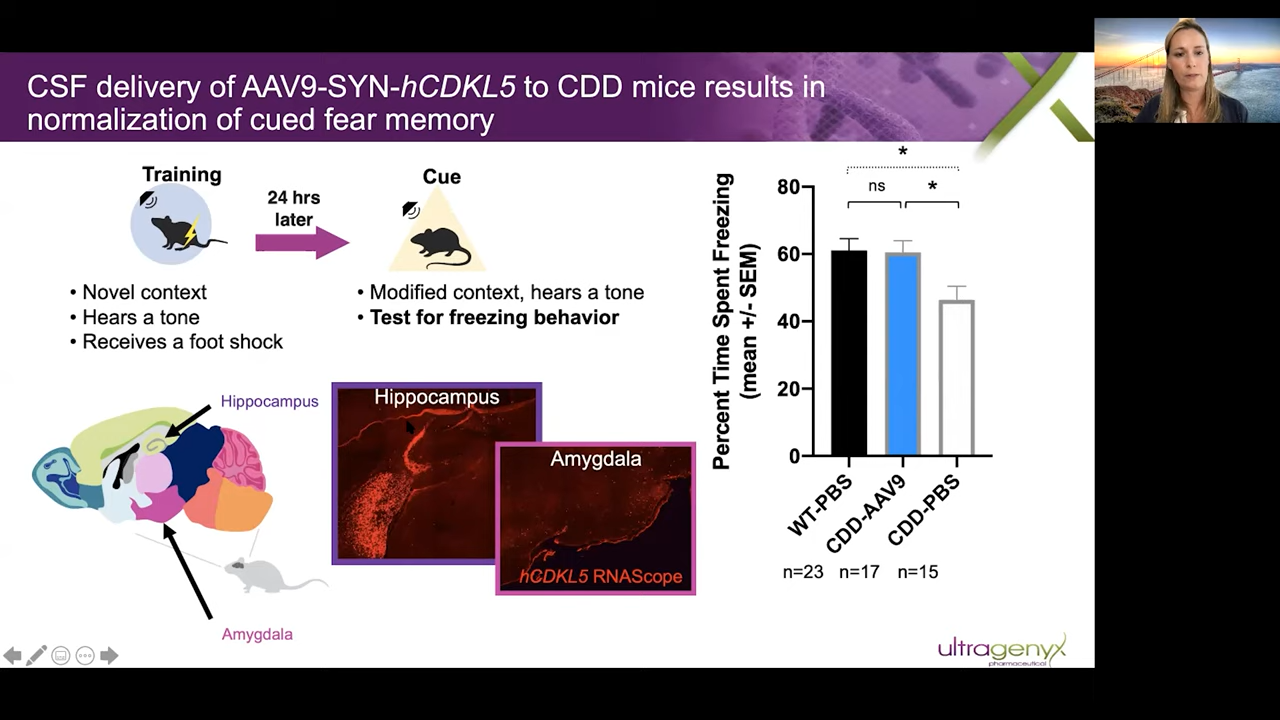 CSF delivery of AAV9-SYN-hCDKL5 to CDD mice results in
normalization of cued fear memory
Training
24 hrs
later
Cue
• Novel context
• Hears a tone
• Receives a foot shock
• Modified context, hears a tone
• Test for freezing behavior
Hippocampus
Amygdala
Hippocampus
Amygdala
hCDKL5 RNAScope
Percent Time Spent Freezing
(mean +/- SEM)
80
60
40
20
0
*
ns
*
WT-PBS
CDD-AAV9
CDD-PBS
n=23
n=17
n=15
ultragenyx
pharmaceutical